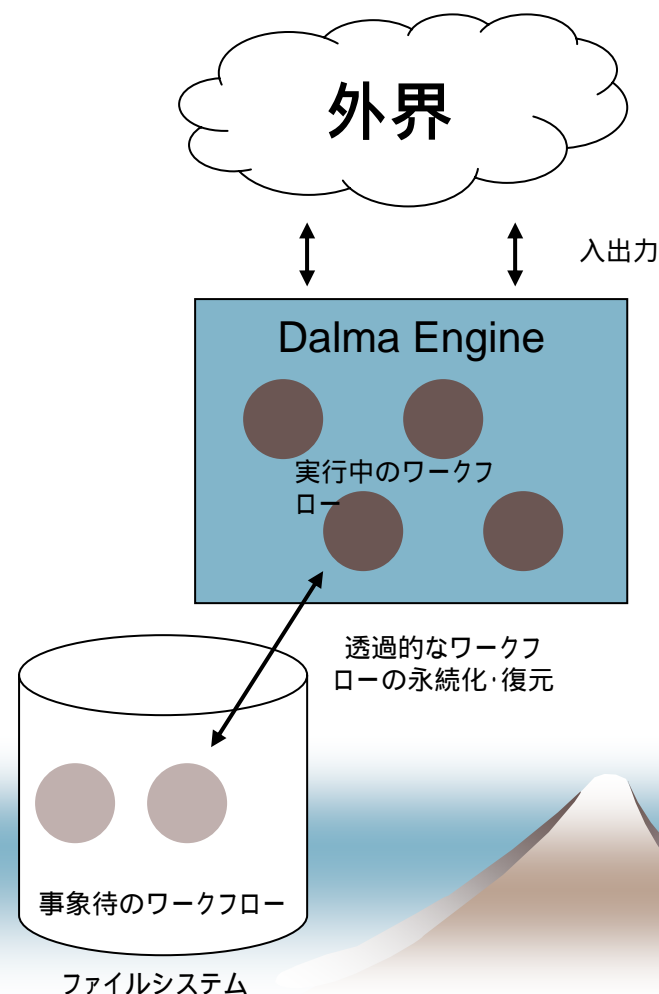 外界
入出力
Dalma Engine
実行中のワークフ
ロー
透過的なワークフ
ローの永続化・復元
事象待のワークフロー
ファイルシステム